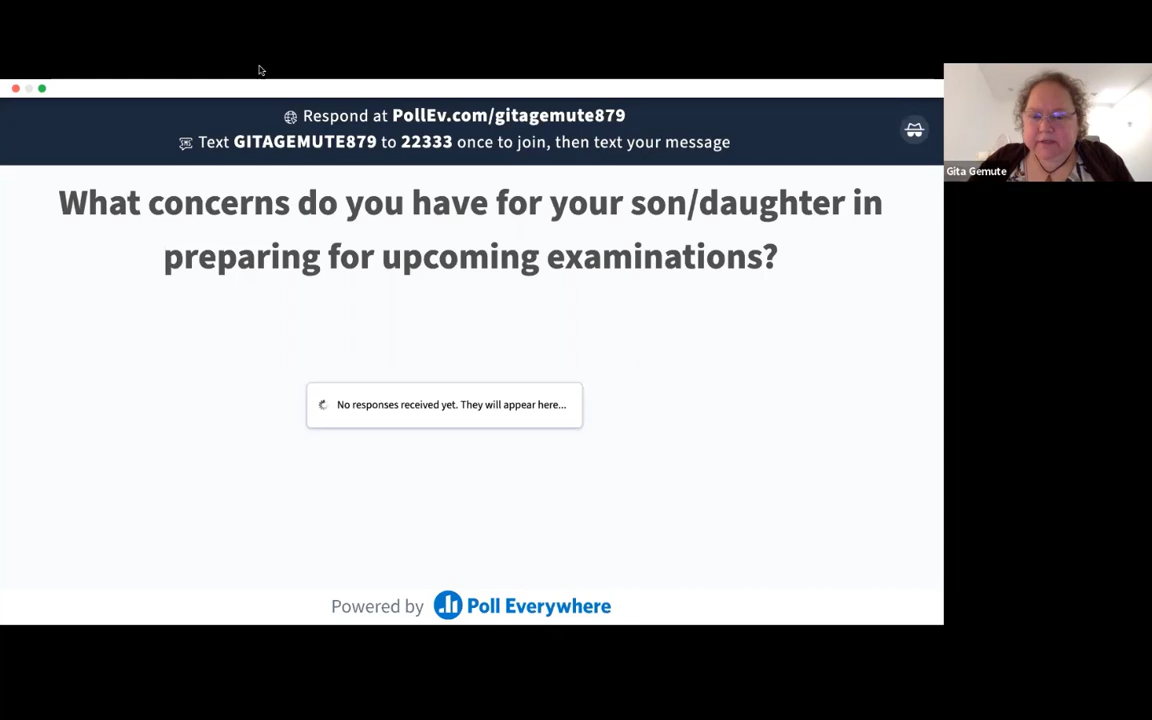 Respond at PollEv.com/gitagemute879
Text GITAGEMUTE879 to 22333 once to join, then text your message
Gita Gemute
What concerns do you have for your son/daughter in
preparing for upcoming examinations?
No responses received yet. They will appear here...
Powered by Poll Everywhere